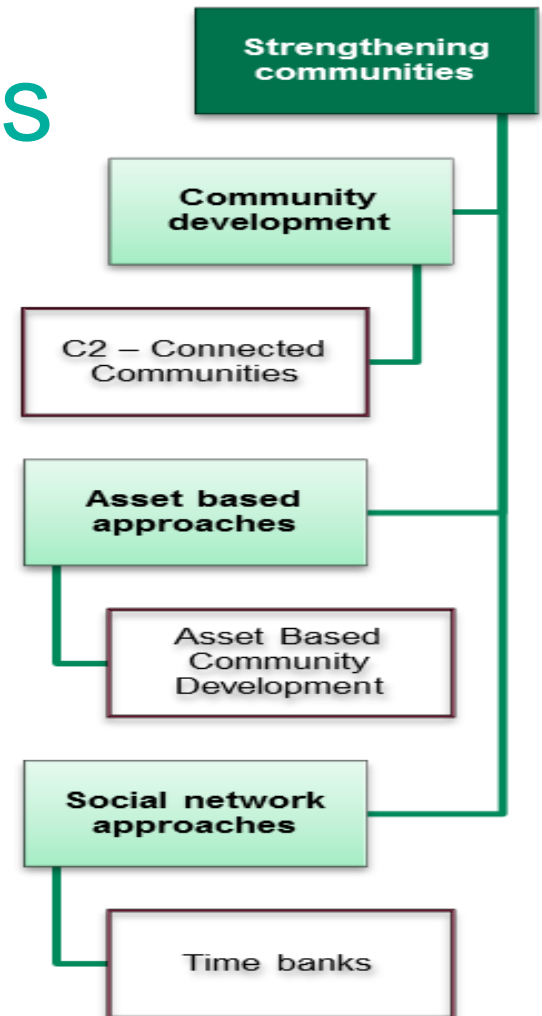 s
Strengthening
communities
Community
development
C2 – Connected
Communities
Asset based
approaches
Asset Based
Community
Development
Social network
approaches
Time banks